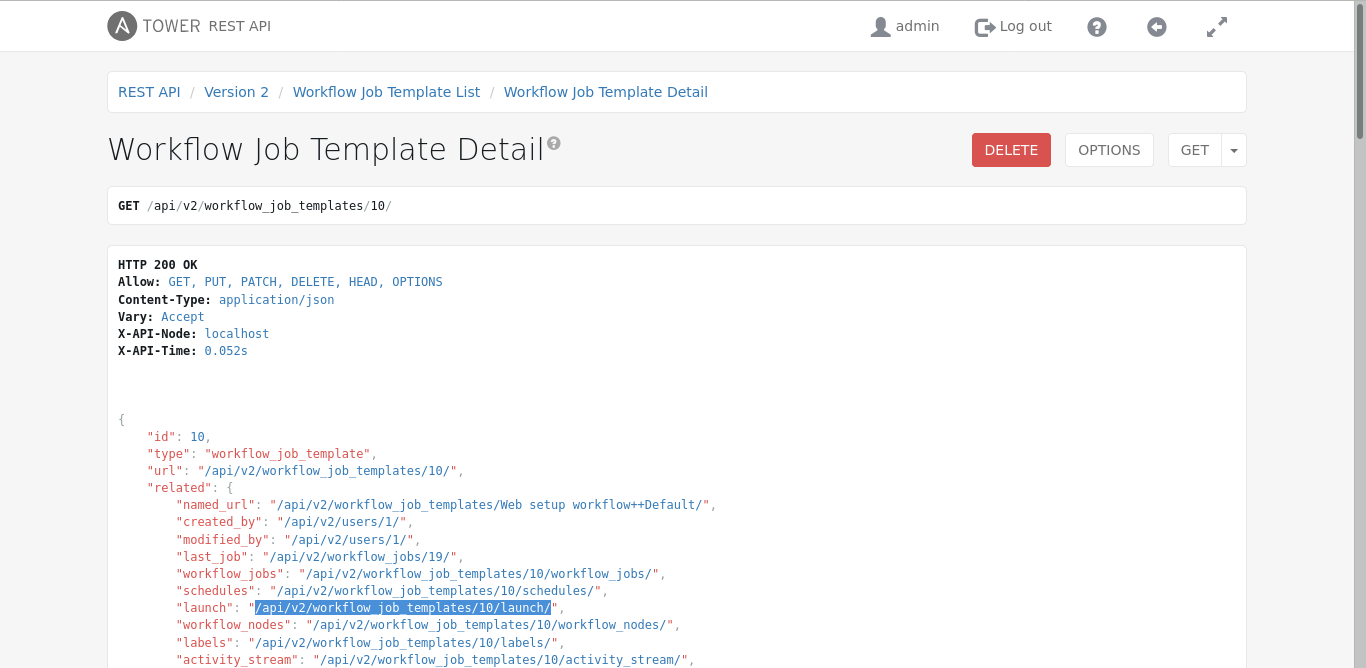 TOWER REST API admin Log out
REST API / Version 2 / Workflow Job Template List / Workflow Job Template Detail
Workflow Job Template Detail
DELETE OPTIONS GET
GET /api/v2/workflow_job_templates/10/
HTTP 200 OK
Allow: GET, PUT, PATCH, DELETE, HEAD, OPTIONS
Content-Type: application/json
Vary: Accept
X-API-Node: localhost
X-API-Time: 0.052s
{
    "id": 10,
    "type": "workflow_job_template",
    "url": "/api/v2/workflow_job_templates/10/",
    "related": {
        "named_url": "/api/v2/workflow_job_templates/Web setup workflow++Default/",
        "created_by": "/api/v2/users/1/",
        "modified_by": "/api/v2/users/1/",
        "last_job": "/api/v2/workflow_jobs/19/",
        "workflow_jobs": "/api/v2/workflow_job_templates/10/workflow_jobs/",
        "schedules": "/api/v2/workflow_job_templates/10/schedules/",
        "launch": "/api/v2/workflow_job_templates/10/launch/",
        "workflow_nodes": "/api/v2/workflow_job_templates/10/workflow_nodes/",
        "labels": "/api/v2/workflow_job_templates/10/labels/",
        "activity_stream": "/api/v2/workflow_job_templates/10/activity_stream/",